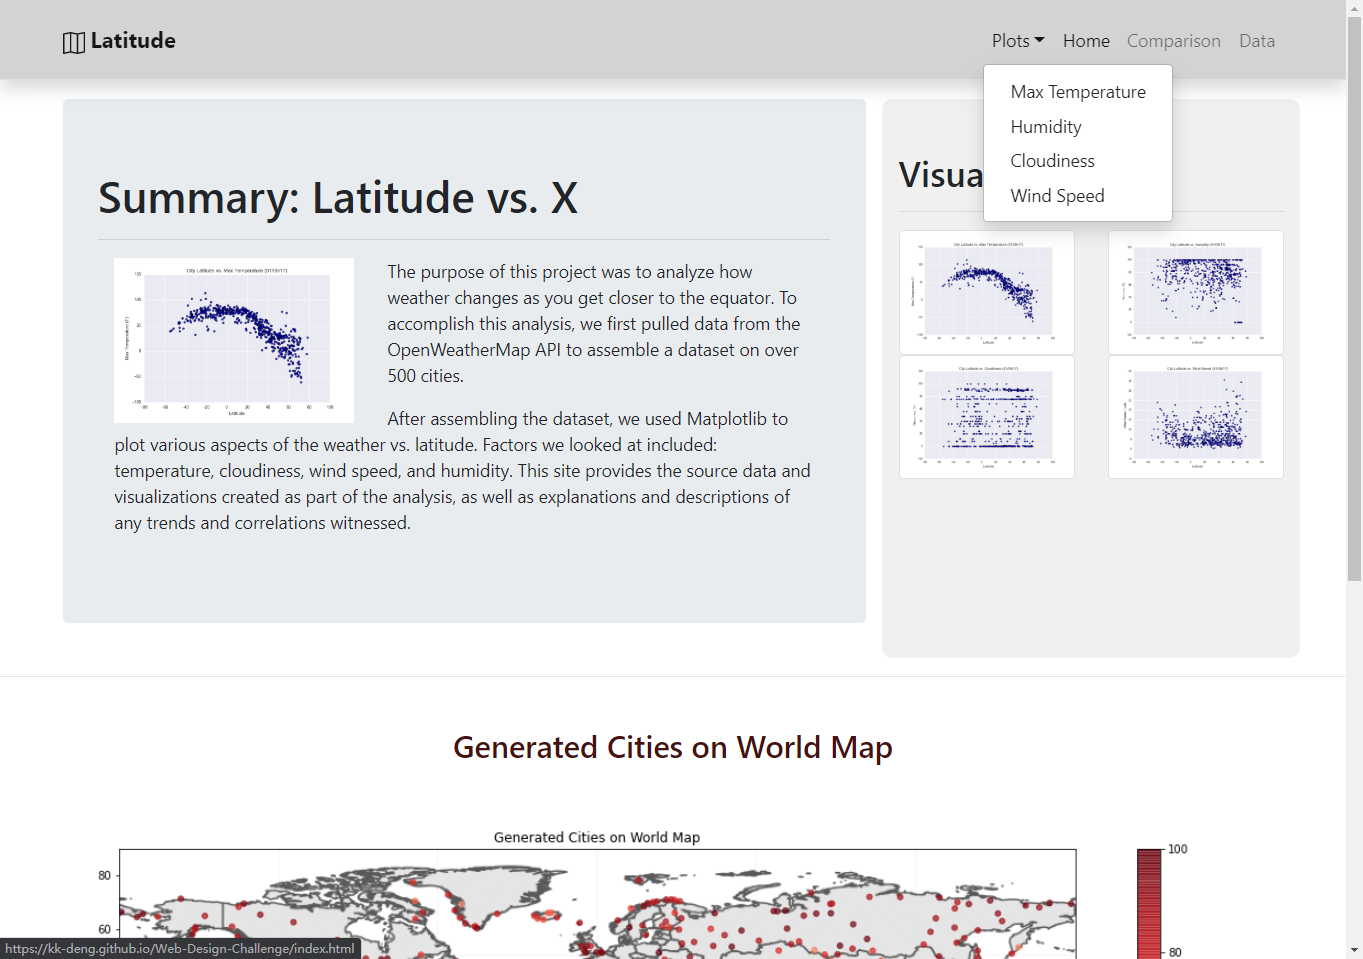 Latitude
Plots
Home
Comparison
Data
Max Temperature
Humidity
Cloudiness
Wind Speed
Summary: Latitude vs. X
Visua
City Latitude vs. Max Temperature (01/09/17)
Max Temperature (F)
Latitude
The purpose of this project was to analyze how
weather changes as you get closer to the equator. To
accomplish this analysis, we first pulled data from the
OpenWeatherMap API to assemble a dataset on over
500 cities.
After assembling the dataset, we used Matplotlib to
plot various aspects of the weather vs. latitude. Factors we looked at included:
temperature, cloudiness, wind speed, and humidity. This site provides the source data and
visualizations created as part of the analysis, as well as explanations and descriptions of
any trends and correlations witnessed.
Generated Cities on World Map
Generated Cities on World Map
80
60
100
80
https://kk-deng.github.io/Web-Design-Challenge/index.html